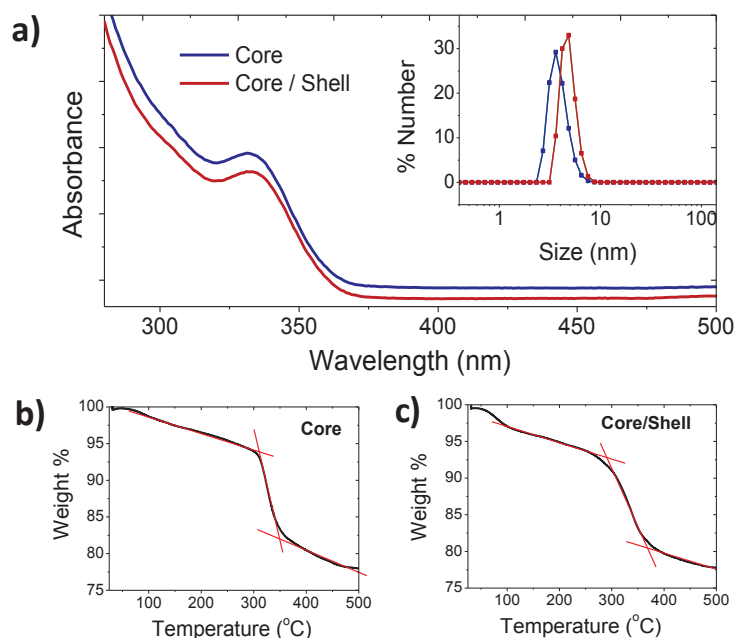 a)
Core
Core / Shell
Absorbance
300 350 400 450 500
Wavelength (nm)
% Number
30
20
10
0
1 10 100
Size (nm)
b)
Core
Weight %
100
95
90
85
80
75
100 200 300 400 500
Temperature (°C)
c)
Core/Shell
Weight %
100
95
90
85
80
75
100 200 300 400 500
Temperature (°C)